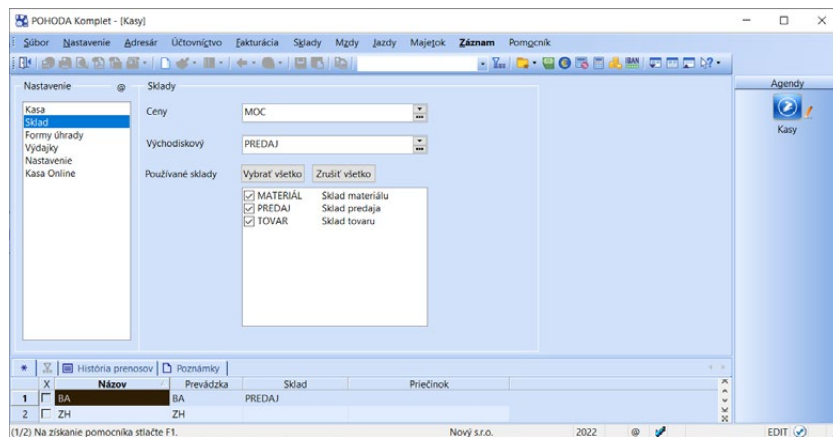 POHODA Komplet - [Kasy]
Súbor Nastavenie Adresár Účtovníctvo Fakturácia Sklady Mzdy Jazdy Majetok Záznam Pomocník
Nastavenie @ Sklady
Agendy
Kasa
Sklad
Formy úhrady
Výdajky
Nastavenie
Kasa Online
Ceny MOC
Východiskový PREDAJ
Používané sklady Vybrať všetko Zrušiť všetko
MATERIÁL Sklad materiálu
PREDAJ Sklad predaja
TOVAR Sklad tovaru
Kasy
* História prenosov Poznámky
X Názov Prevádzka Sklad Priečinok
1 BA BA PREDAJ
2 ZH ZH
(1/2) Na získanie pomocníka stlačte F1. Nový s.r.o. 2022 @ EDIT